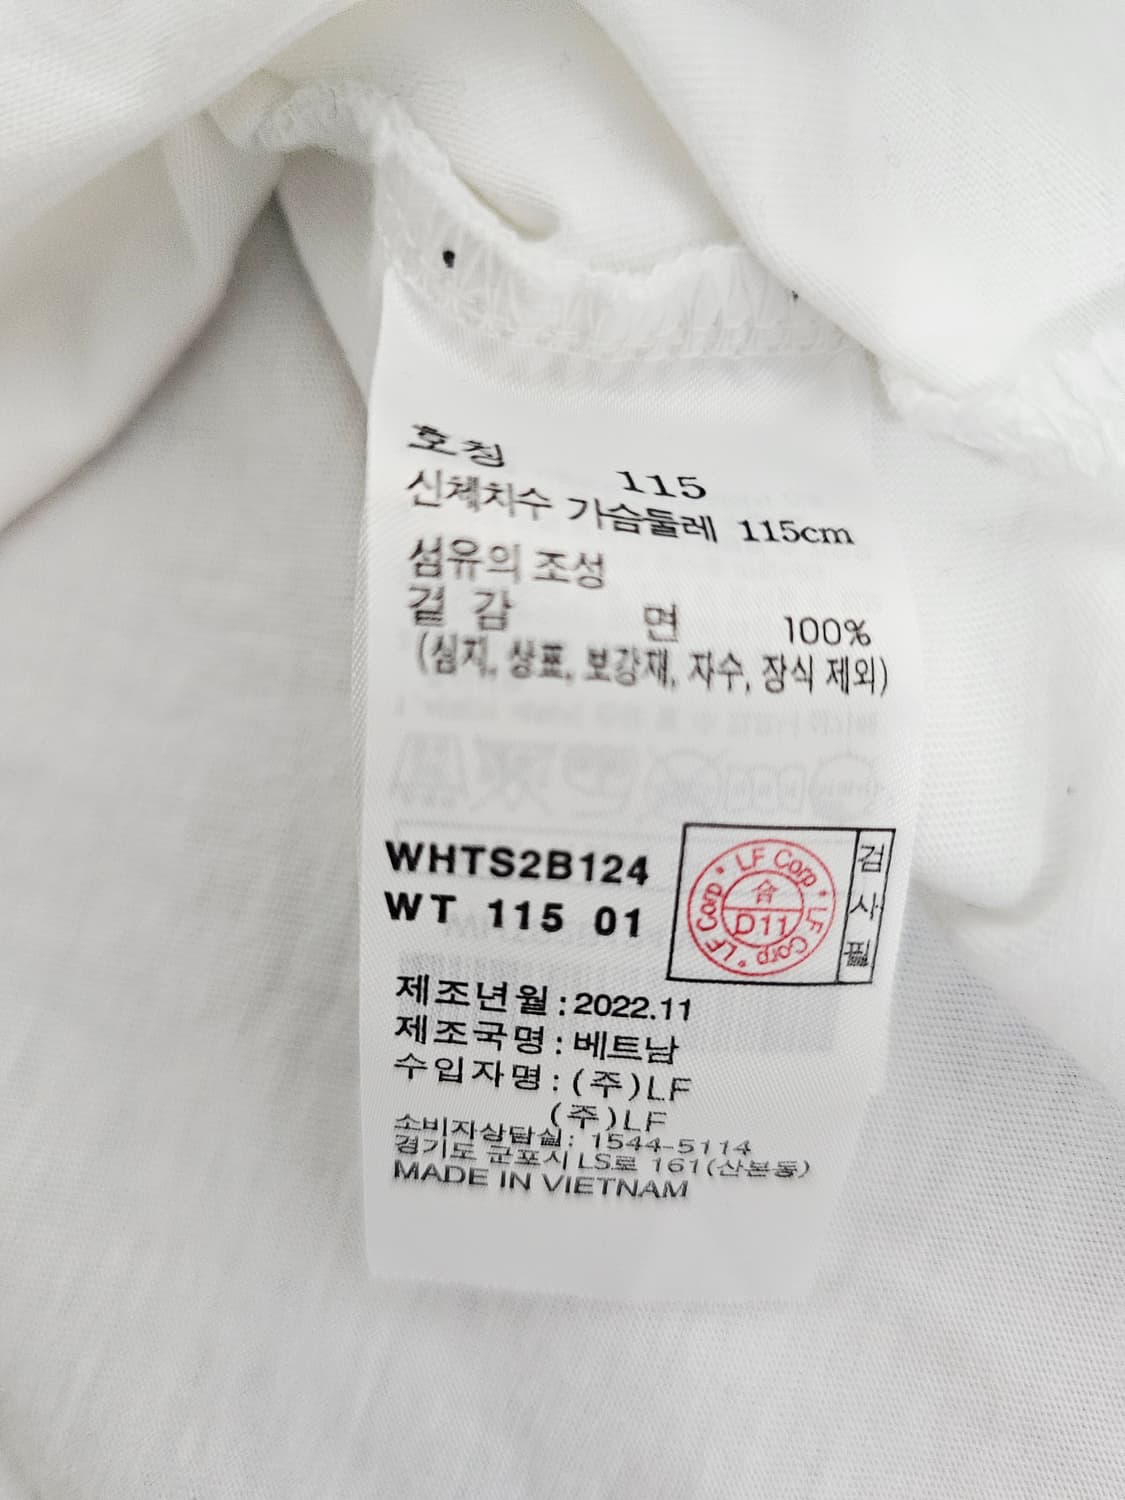 호칭 115
신체치수 가슴둘레 115cm
섬유의 조성
겉감 면 100%
(심지, 상표, 보강재, 자수, 장식 제외)
WHTS2B124
WT 115 01
LF Corp * LF Corp * LF Corp *
合
D11
검사필
제조년월:2022.11
제조국명:베트남
수입자명:(주)LF
(주)LF
소비자상담실: 1544-5114
경기도 군포시 LS로 161(산본동)
MADE IN VIETNAM